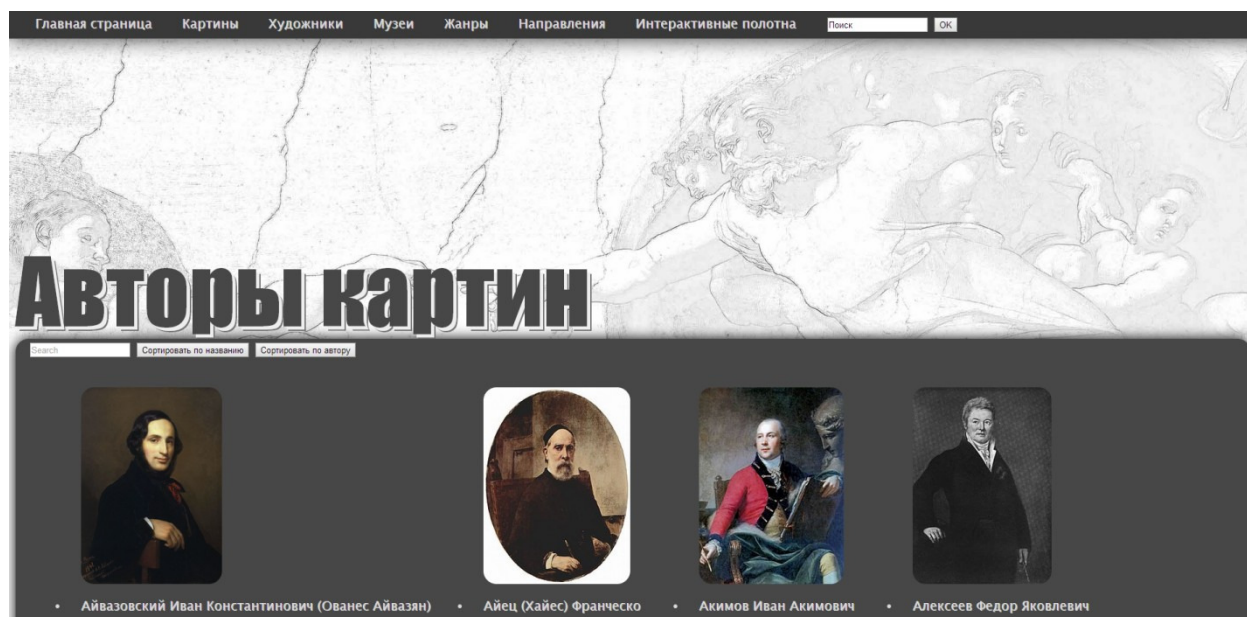 Главная страница Картины Художники Музеи Жанры Направления Интерактивные полотна Поиск OK
Авторы картин
Search Сортировать по названию Сортировать по автору
• Айвазовский Иван Константинович (Ованес Айвазян) • Айец (Хайес) Франческо • Акимов Иван Акимович • Алексеев Федор Яковлевич